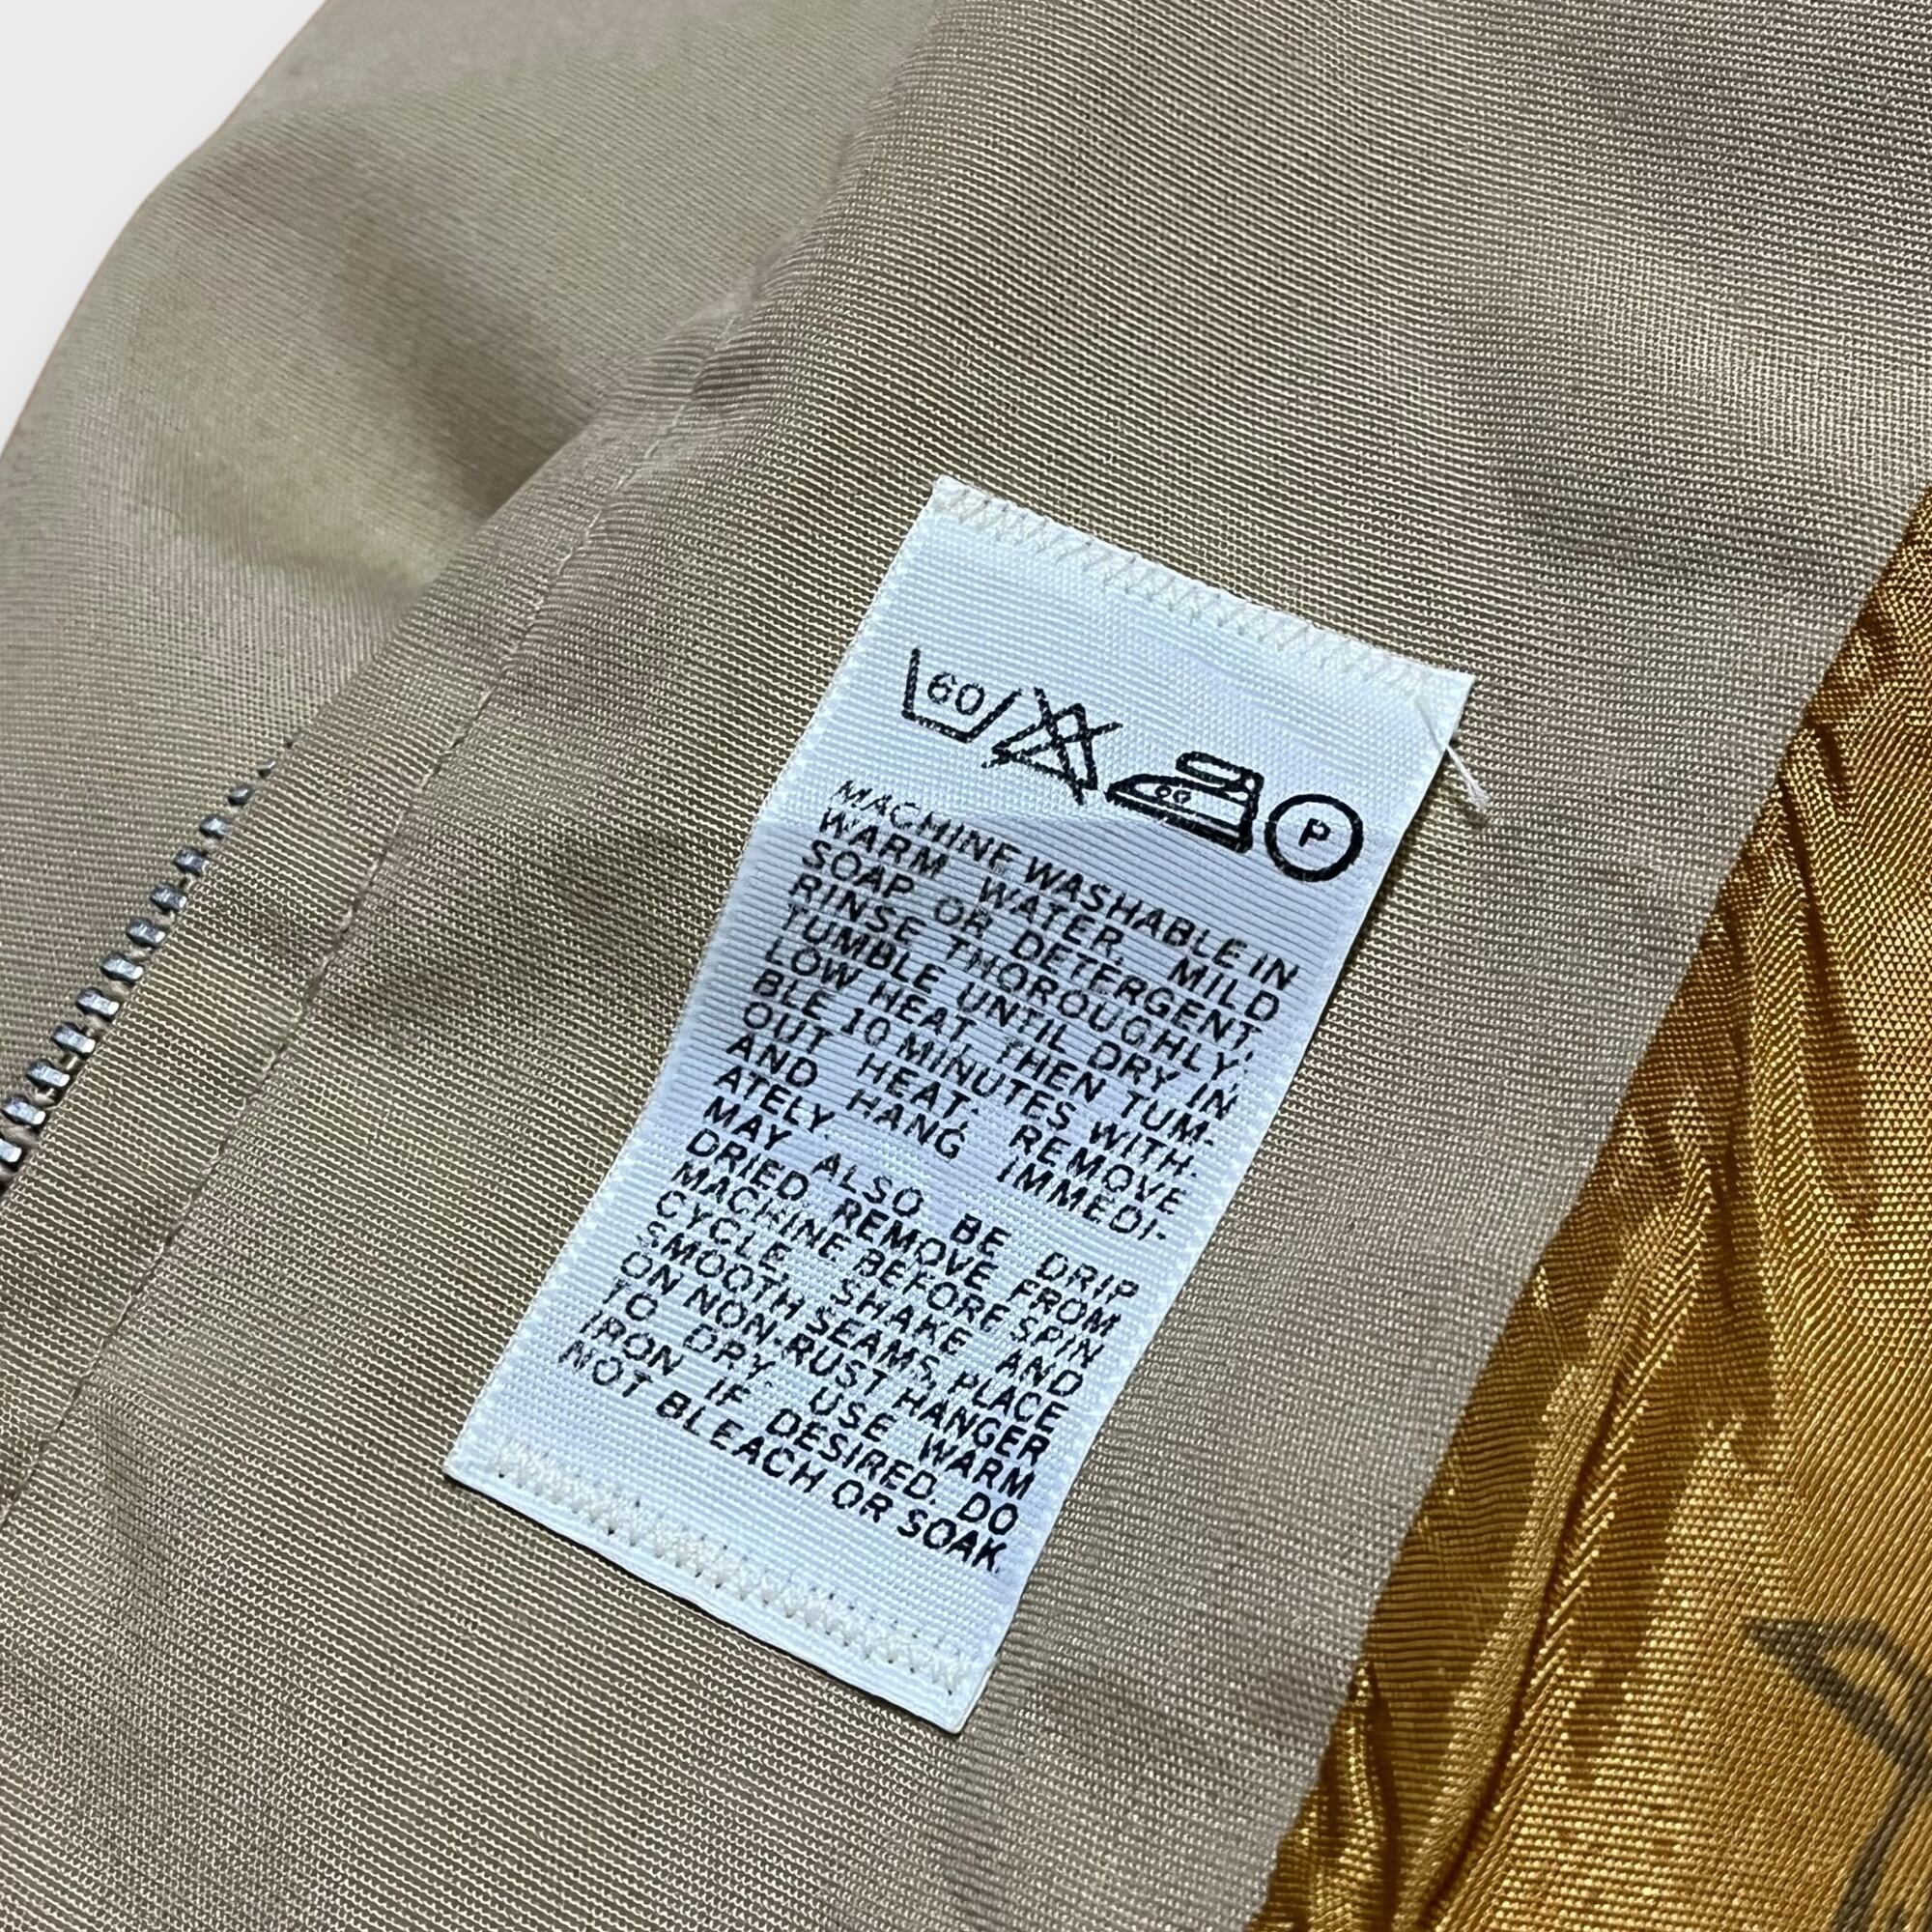 60
P
MACHINE WASHABLE IN
WARM WATER, MILD
SOAP OR DETERGENT
RINSE THOROUGHLY.
TUMBLE UNTIL DRY IN
LOW HEAT, THEN TUM-
BLE 10 MINUTES WITH-
OUT HEAT; REMOVE
AND HANG IMMEDI-
ATELY.
MAY ALSO BE DRIP
DRIED REMOVE FROM
MACHINE BEFORE SPIN
CYCLE SHAKE AND
SMOOTH SEAMS, PLACE
ON NON-RUST HANGER
TO DRY. USE WARM
IRON IF DESIRED. DO
NOT BLEACH OR SOAK.